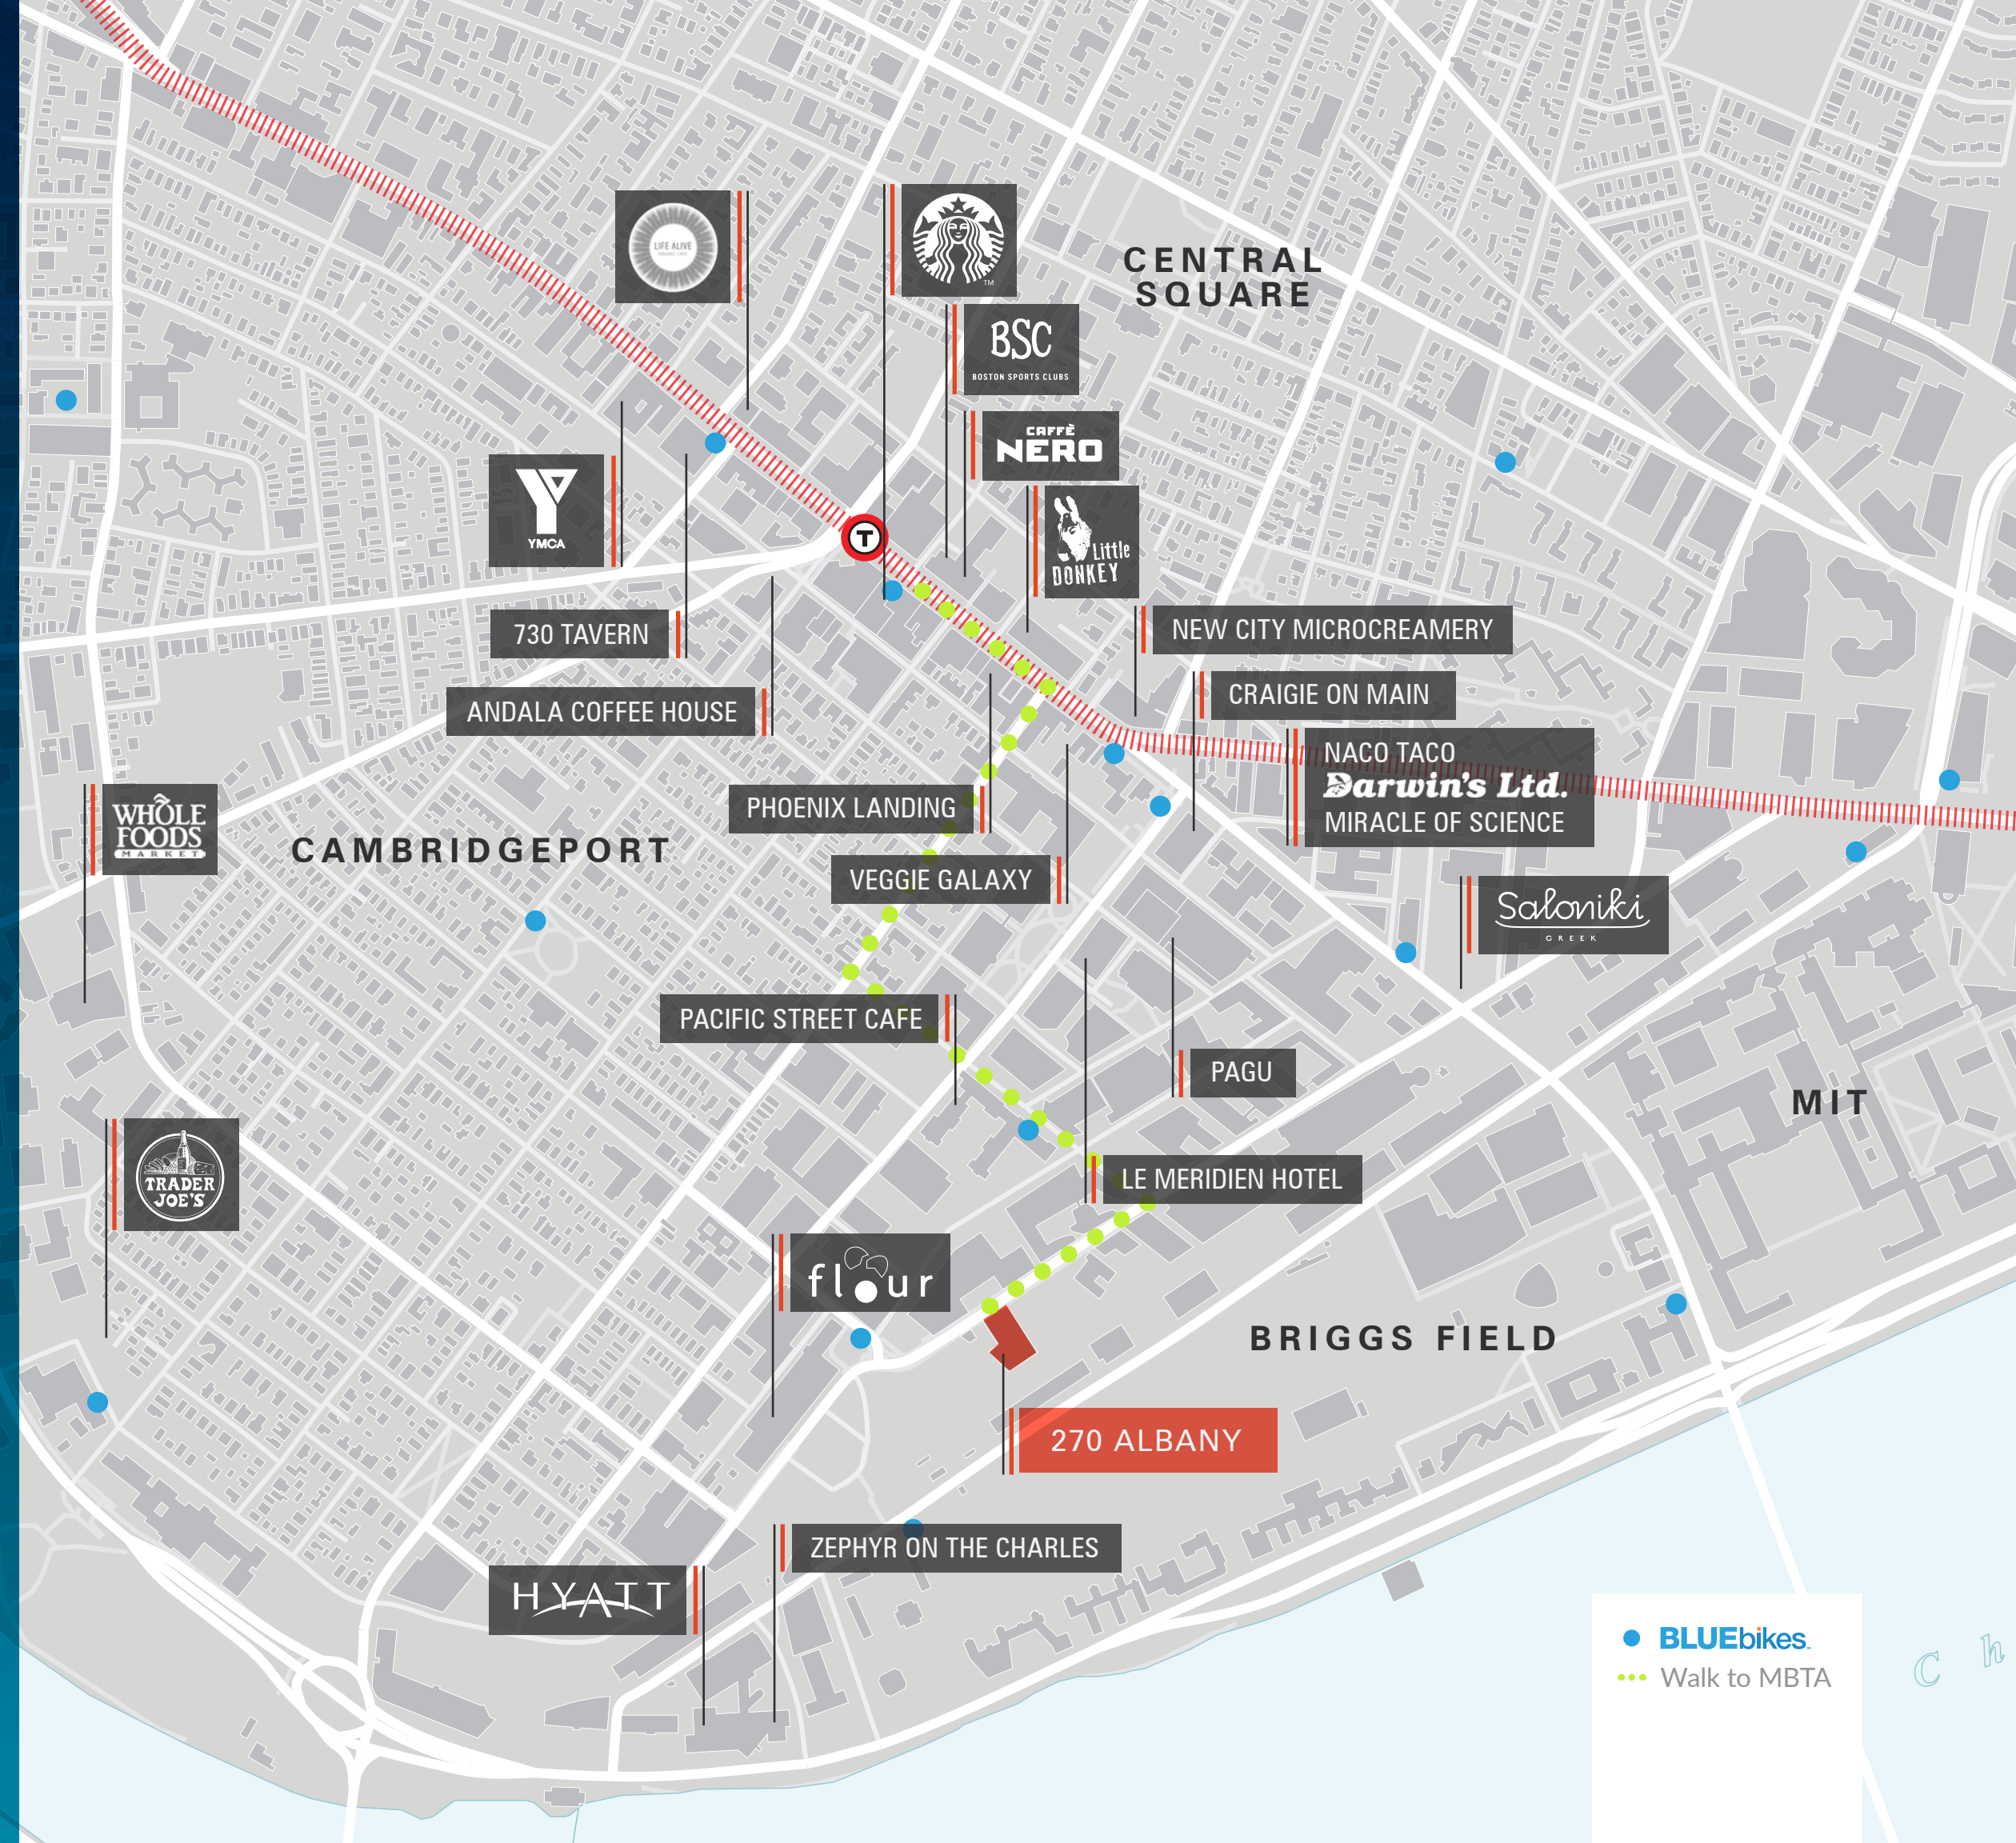 LIFE ALIVE
ORGANIC CAFE
TM
CENTRAL
SQUARE
BSC
BOSTON SPORTS CLUBS
CAFFÈ
NERO
YMCA
T
Little
DONKEY
730 TAVERN
NEW CITY MICROCREAMERY
CRAIGIE ON MAIN
ANDALA COFFEE HOUSE
NACO TACO
Darwin's Ltd.
MIRACLE OF SCIENCE
WHOLE
FOODS
MARKET
PHOENIX LANDING
CAMBRIDGEPORT
VEGGIE GALAXY
Saloniki
GREEK
PACIFIC STREET CAFE
PAGU
MIT
TRADER
JOE'S
LE MERIDIEN HOTEL
flour
BRIGGS FIELD
270 ALBANY
ZEPHYR ON THE CHARLES
HYATT
BLUEbikes
Walk to MBTA
C h